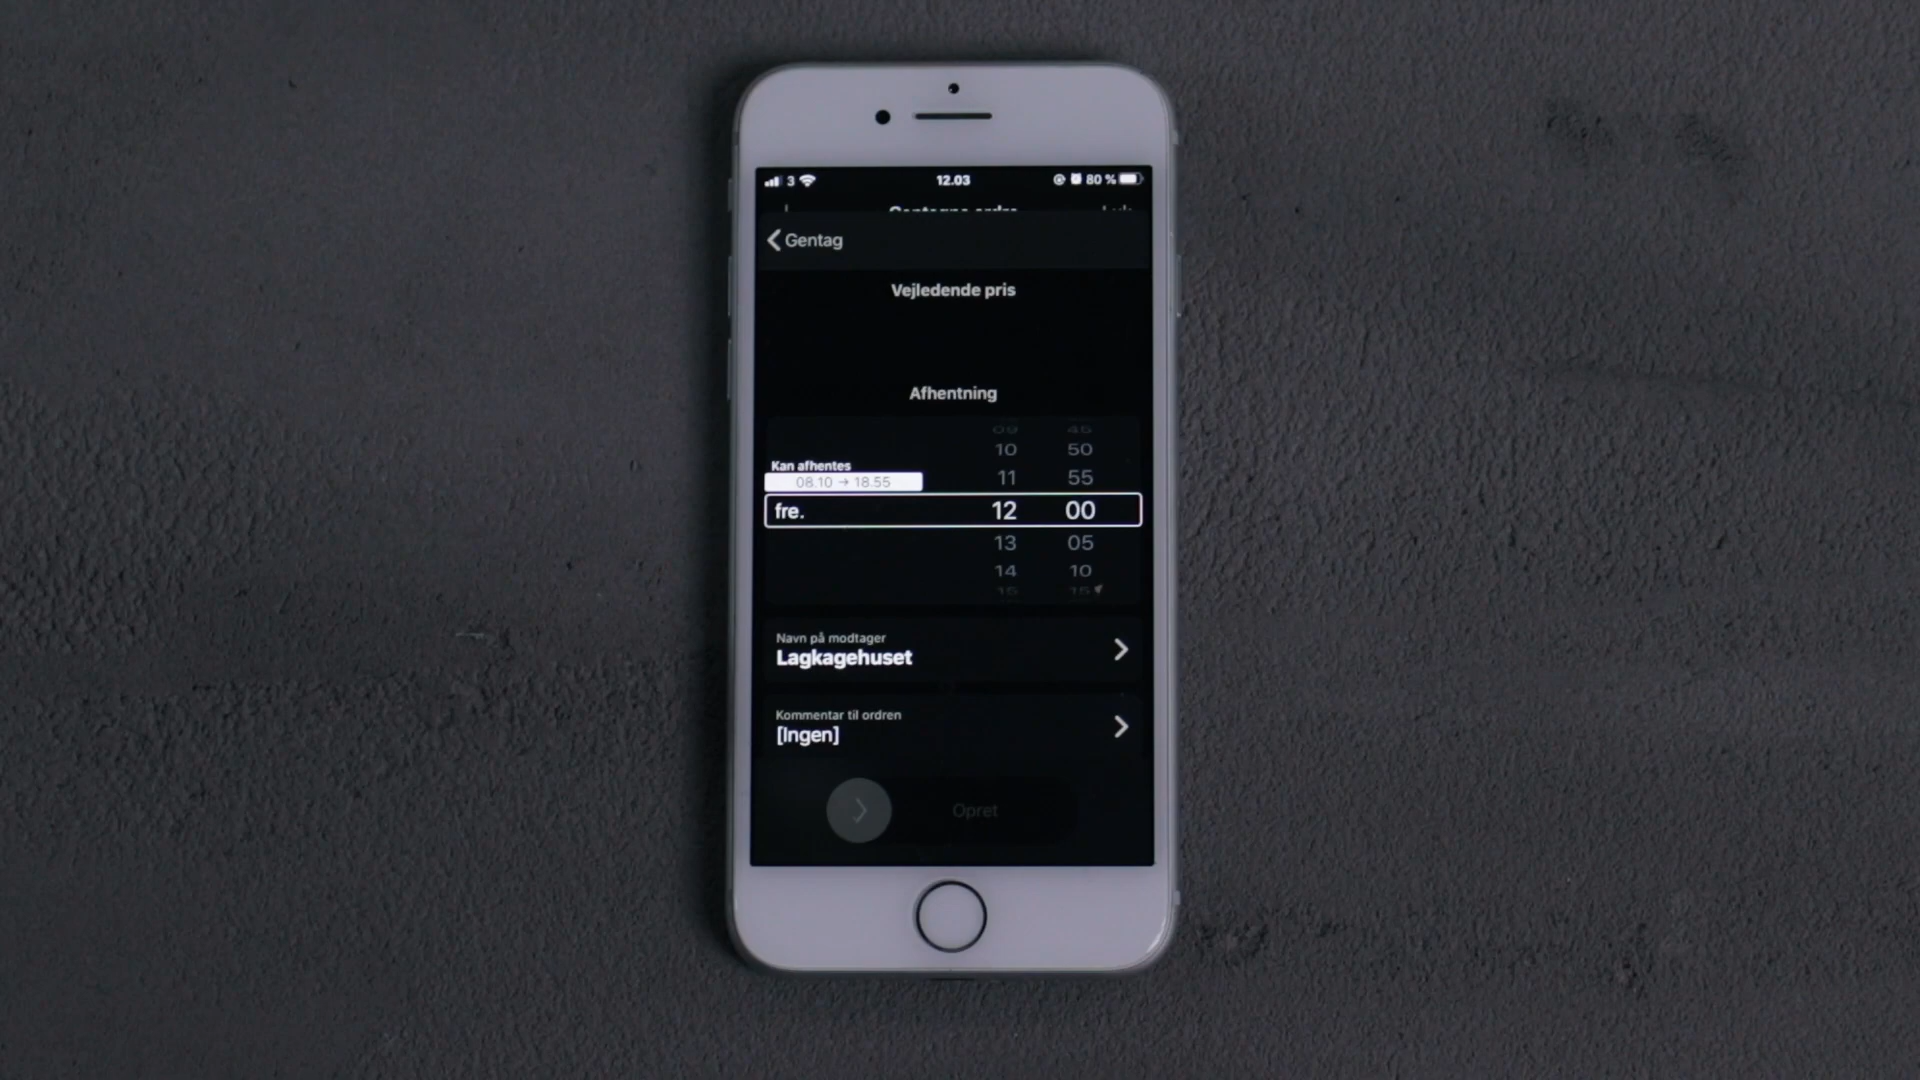 3 12.03 80 %
Gentagne ordre Luk
Gentag
Vejledende pris
Afhentning
09 45
10 50
Kan afhentes
11 55
08.10 → 18.55
fre. 12 00
13 05
14 10
15 15
Navn på modtager
Lagkagehuset
Kommentar til ordren
[Ingen]
Opret